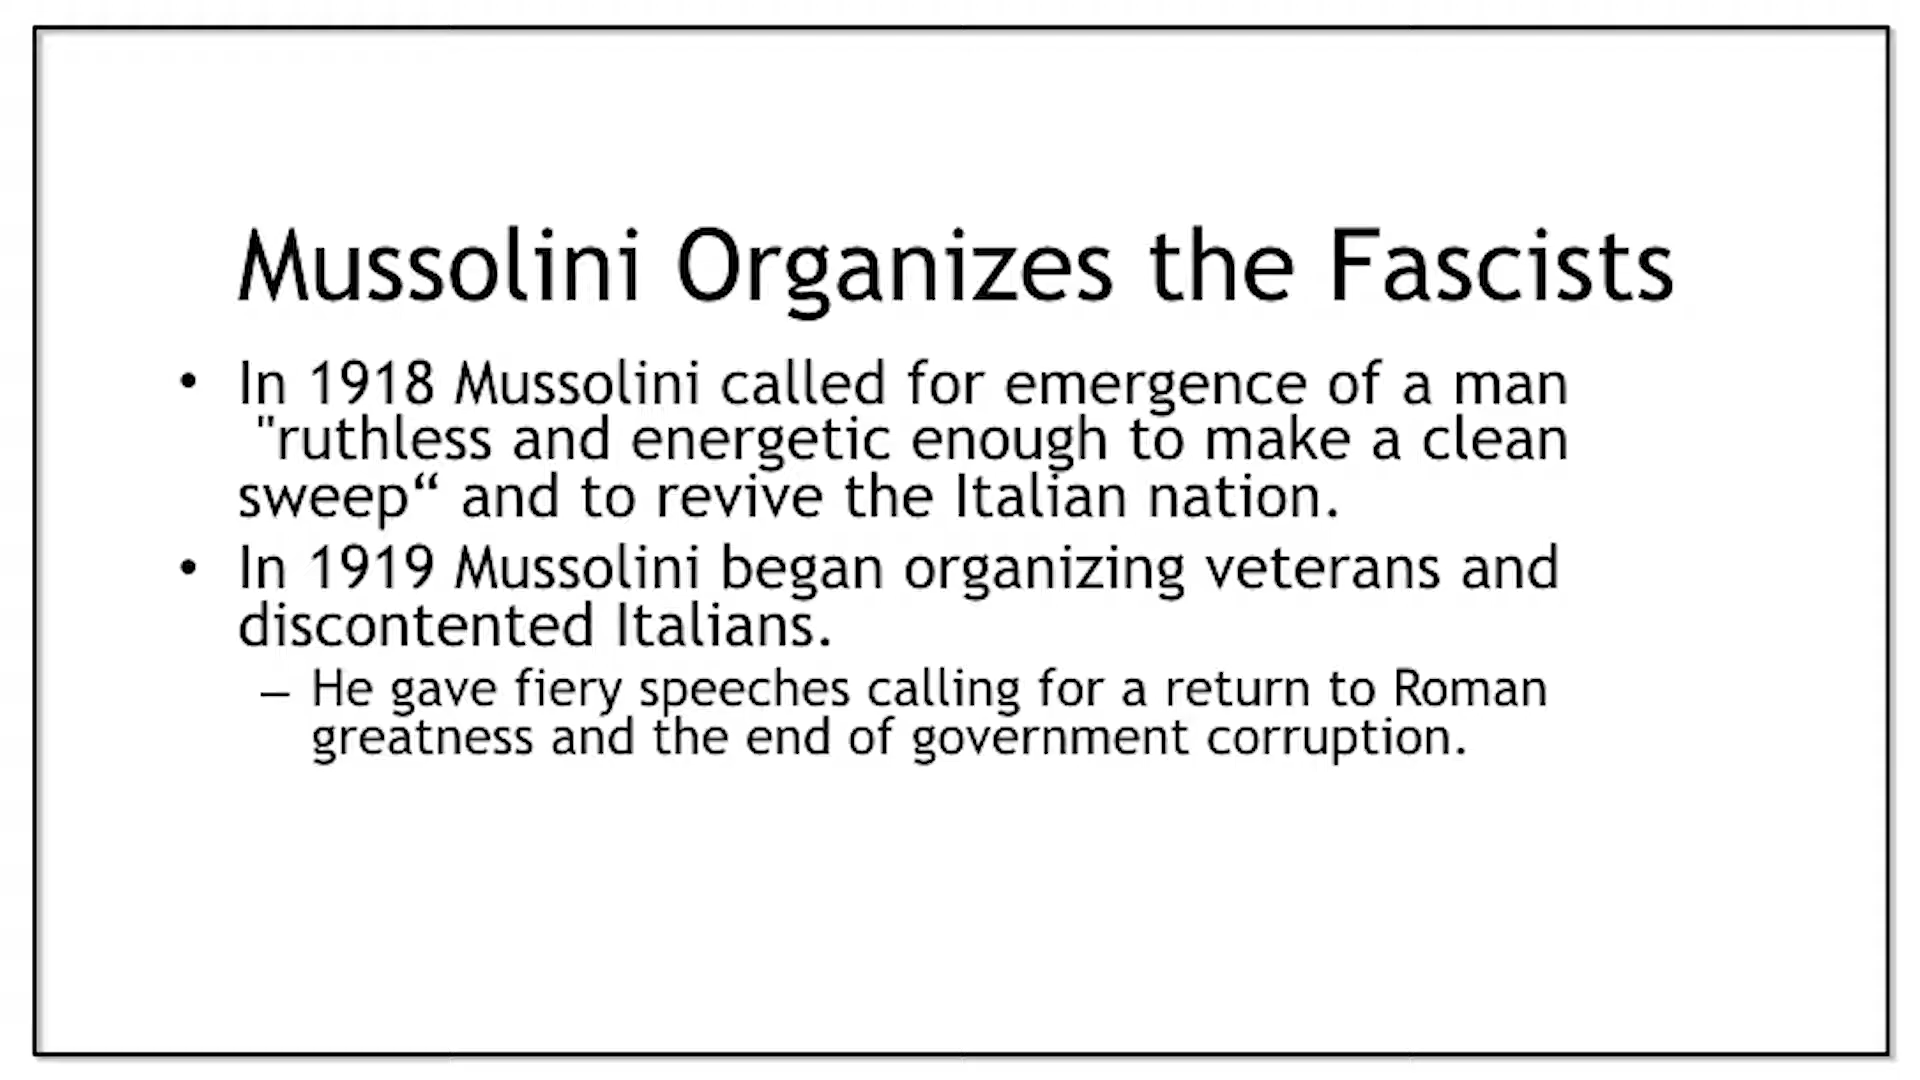 Mussolini Organizes the Fascists
• In 1918 Mussolini called for emergence of a man
"ruthless and energetic enough to make a clean
sweep“ and to revive the Italian nation.
• In 1919 Mussolini began organizing veterans and
discontented Italians.
– He gave fiery speeches calling for a return to Roman
greatness and the end of government corruption.